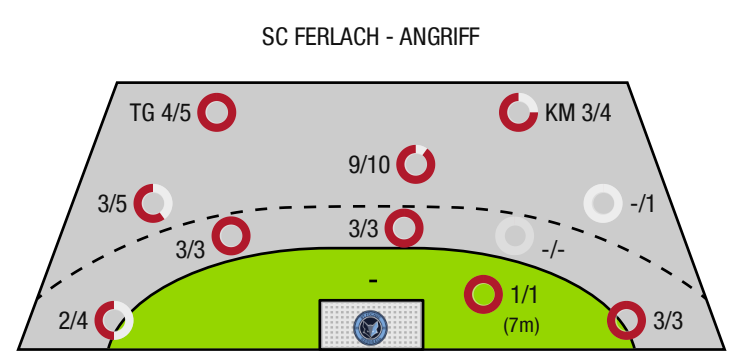 SC FERLACH - ANGRIFF
TG 4/5
KM 3/4
9/10
3/5
-/1
3/3
3/3
-/-
-
1/1
(7m)
2/4
3/3